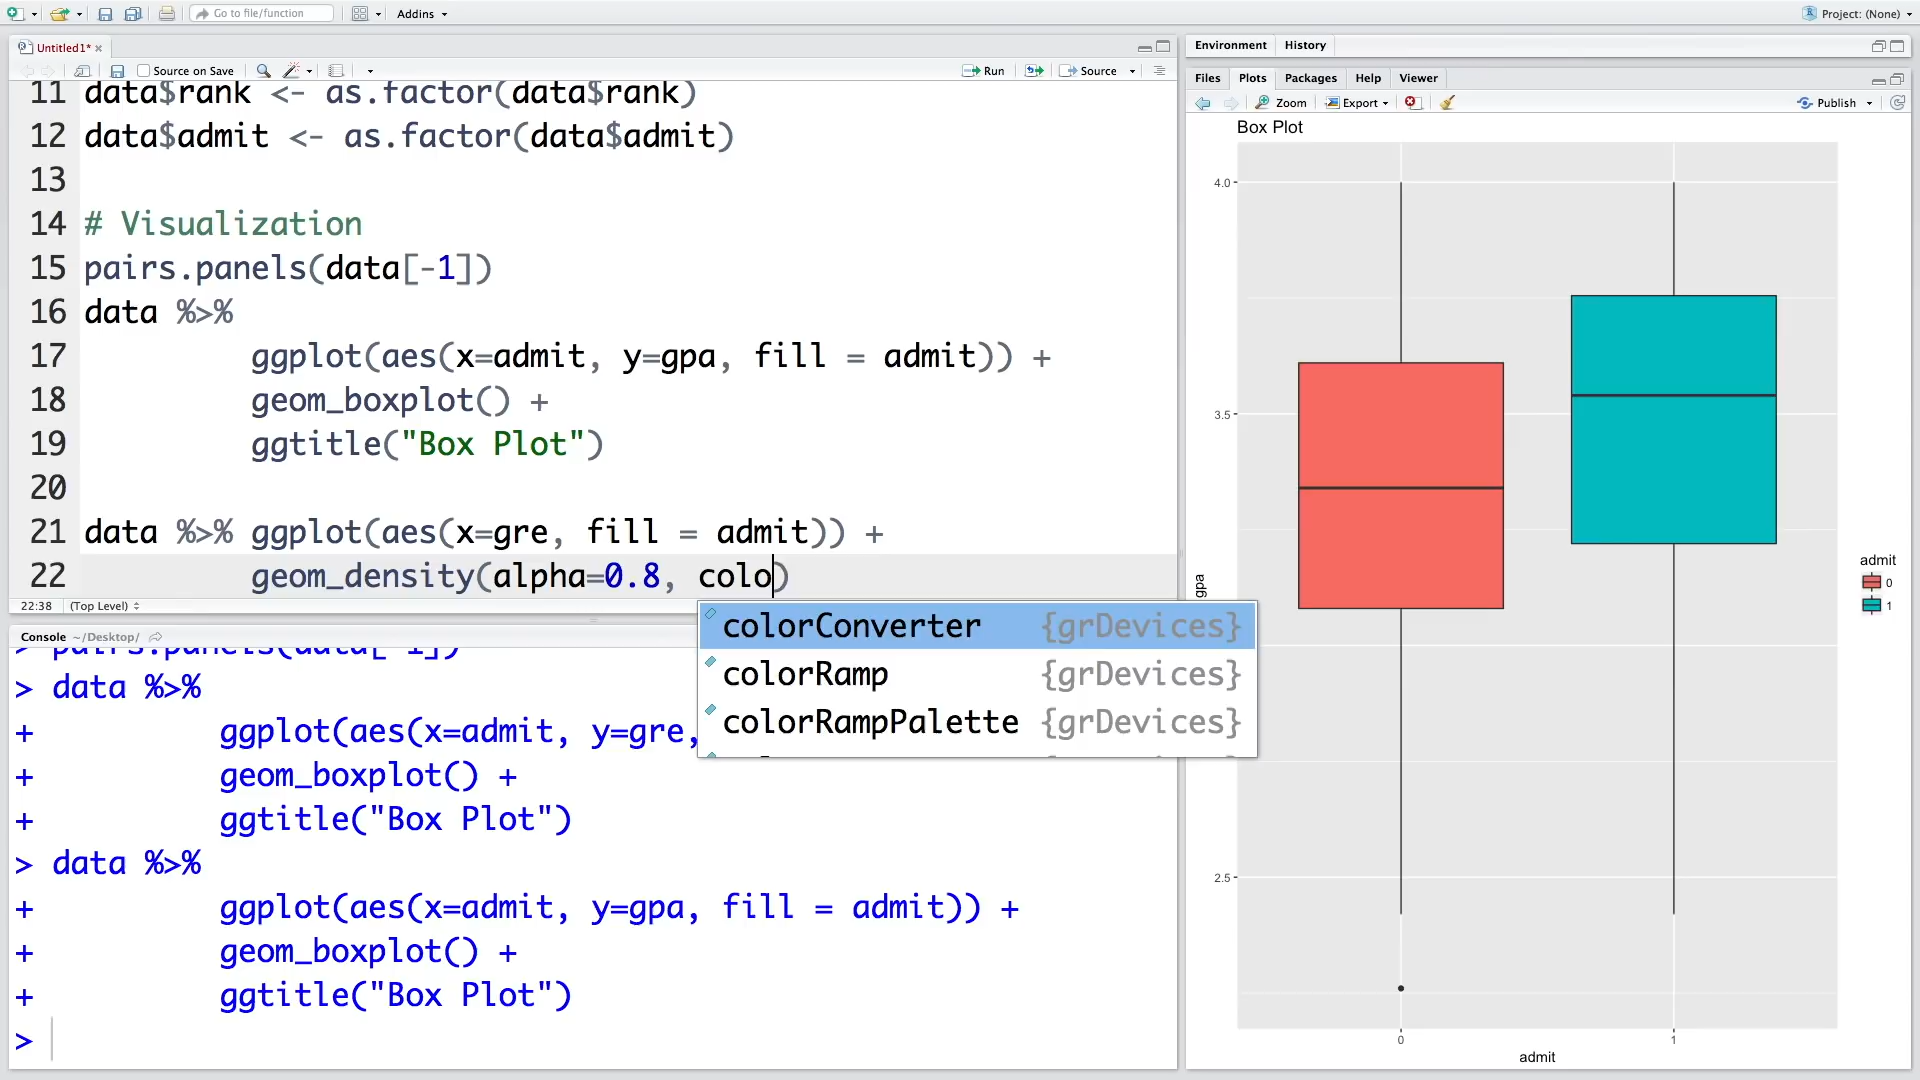 Go to file/function
Addins
Project: (None)
Untitled1*
Source on Save
Run
Source
11 data$rank <- as.factor(data$rank)
12 data$admit <- as.factor(data$admit)
13
14 # Visualization
15 pairs.panels(data[-1])
16 data %>%
17 ggplot(aes(x=admit, y=gpa, fill = admit)) +
18 geom_boxplot() +
19 ggtitle("Box Plot")
20
21 data %>% ggplot(aes(x=gre, fill = admit)) +
22 geom_density(alpha=0.8, colo)
22:38 (Top Level)
colorConverter {grDevices}
colorRamp {grDevices}
colorRampPalette {grDevices}
Console ~/Desktop/
> pairs.panels(data[-1])
> data %>%
+ ggplot(aes(x=admit, y=gre,
+ geom_boxplot() +
+ ggtitle("Box Plot")
> data %>%
+ ggplot(aes(x=admit, y=gpa, fill = admit)) +
+ geom_boxplot() +
+ ggtitle("Box Plot")
>
Environment History
Files Plots Packages Help Viewer
Zoom Export Publish
Box Plot
4.0
3.5
2.5
gpa
0 1
admit
admit
0
1